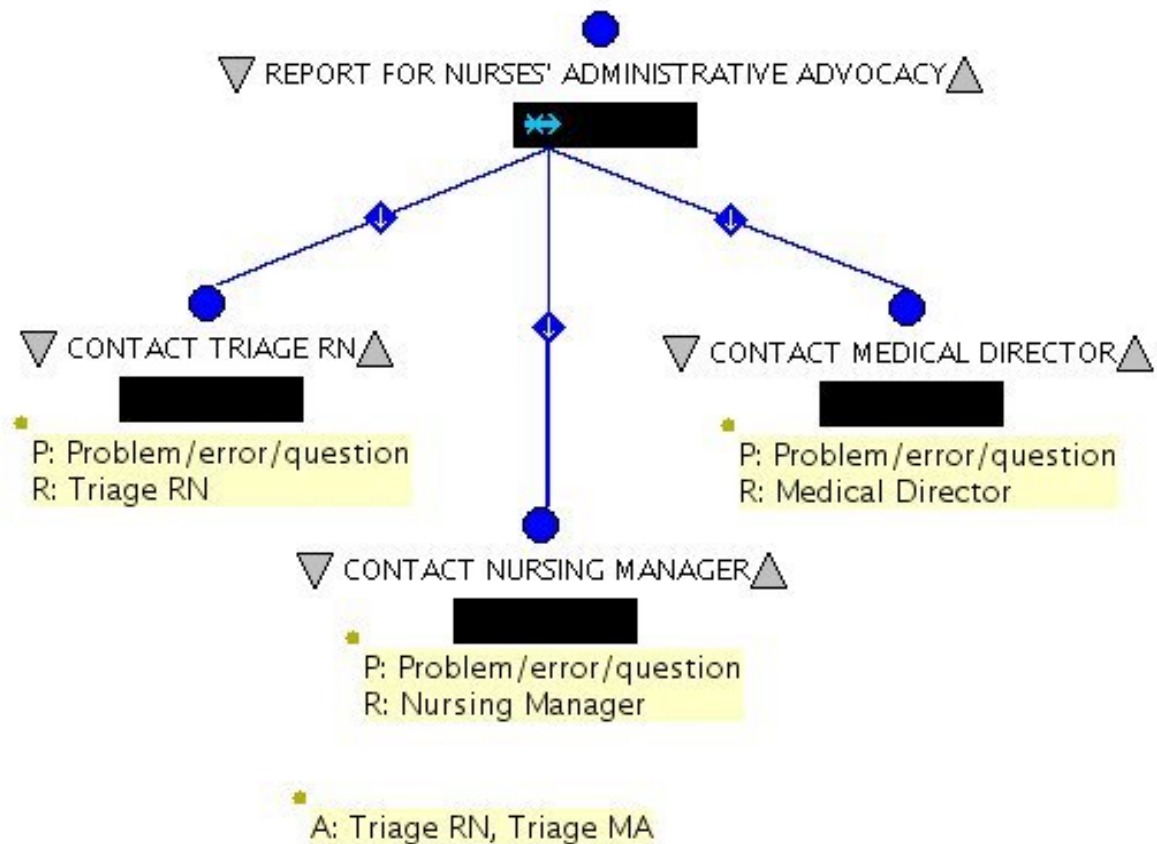 REPORT FOR NURSES' ADMINISTRATIVE ADVOCACY
CONTACT TRIAGE RN
P: Problem/error/question
R: Triage RN
CONTACT MEDICAL DIRECTOR
P: Problem/error/question
R: Medical Director
CONTACT NURSING MANAGER
P: Problem/error/question
R: Nursing Manager
A: Triage RN, Triage MA